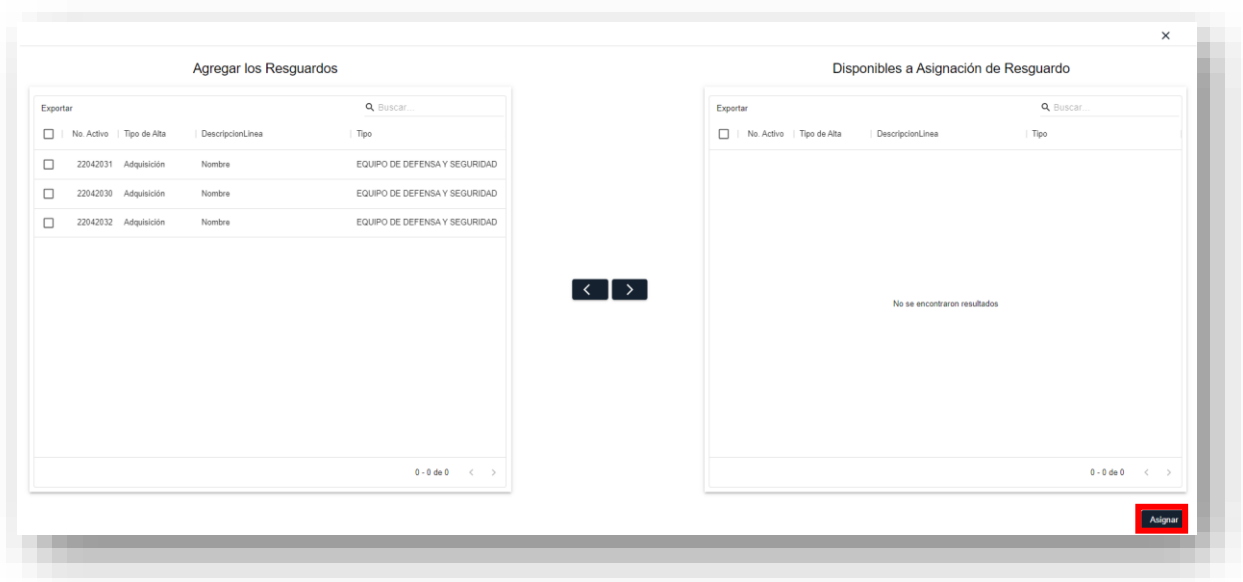 Agregar los Resguardos
Exportar
Buscar...
No. Activo Tipo de Alta DescripcionLinea Tipo
22042031 Adquisición Nombre EQUIPO DE DEFENSA Y SEGURIDAD
22042030 Adquisición Nombre EQUIPO DE DEFENSA Y SEGURIDAD
22042032 Adquisición Nombre EQUIPO DE DEFENSA Y SEGURIDAD
0 - 0 de 0
Disponibles a Asignación de Resguardo
Exportar
Buscar...
No. Activo Tipo de Alta DescripcionLinea Tipo
No se encontraron resultados
0 - 0 de 0
Asignar